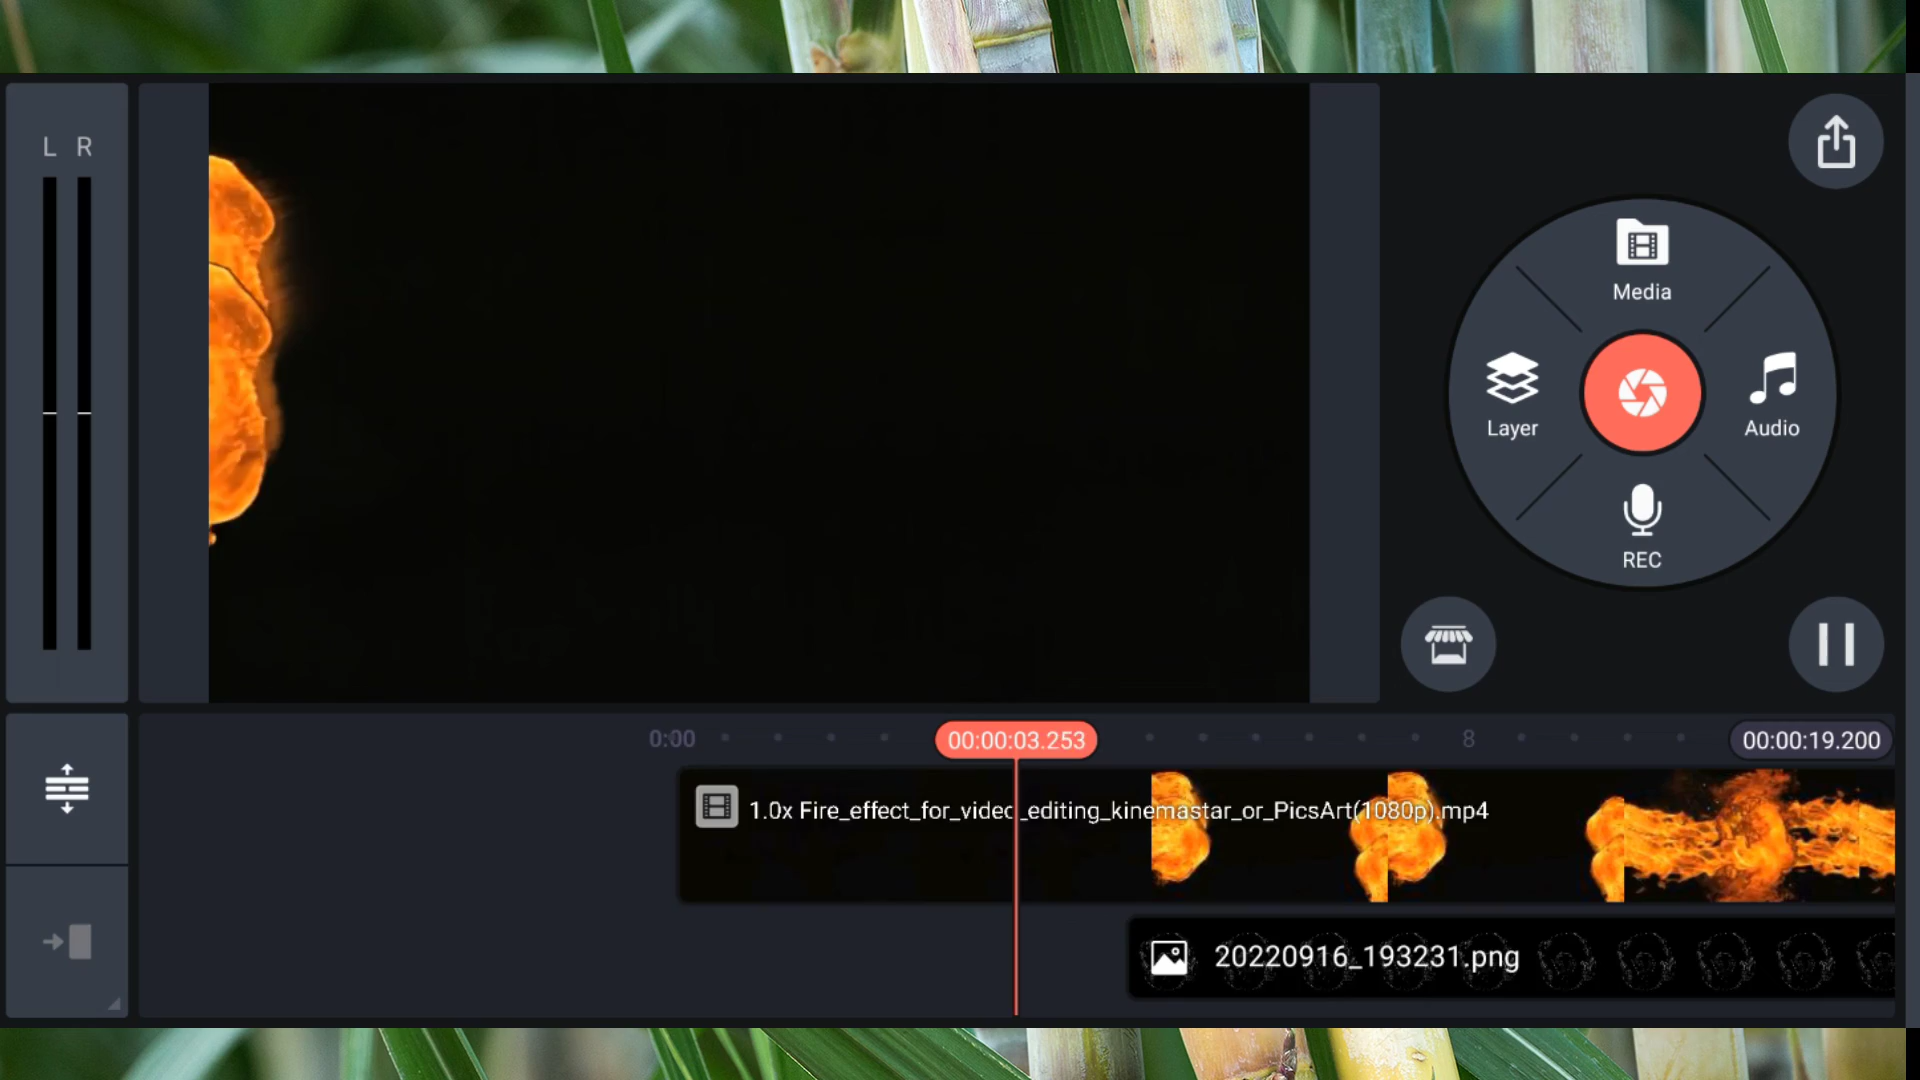 L R
Media
Layer
Audio
REC
0:00
00:00:03.253
8
00:00:19.200
1.0x Fire_effect_for_video_editing_kinemastar_or_PicsArt(1080p).mp4
20220916_193231.png